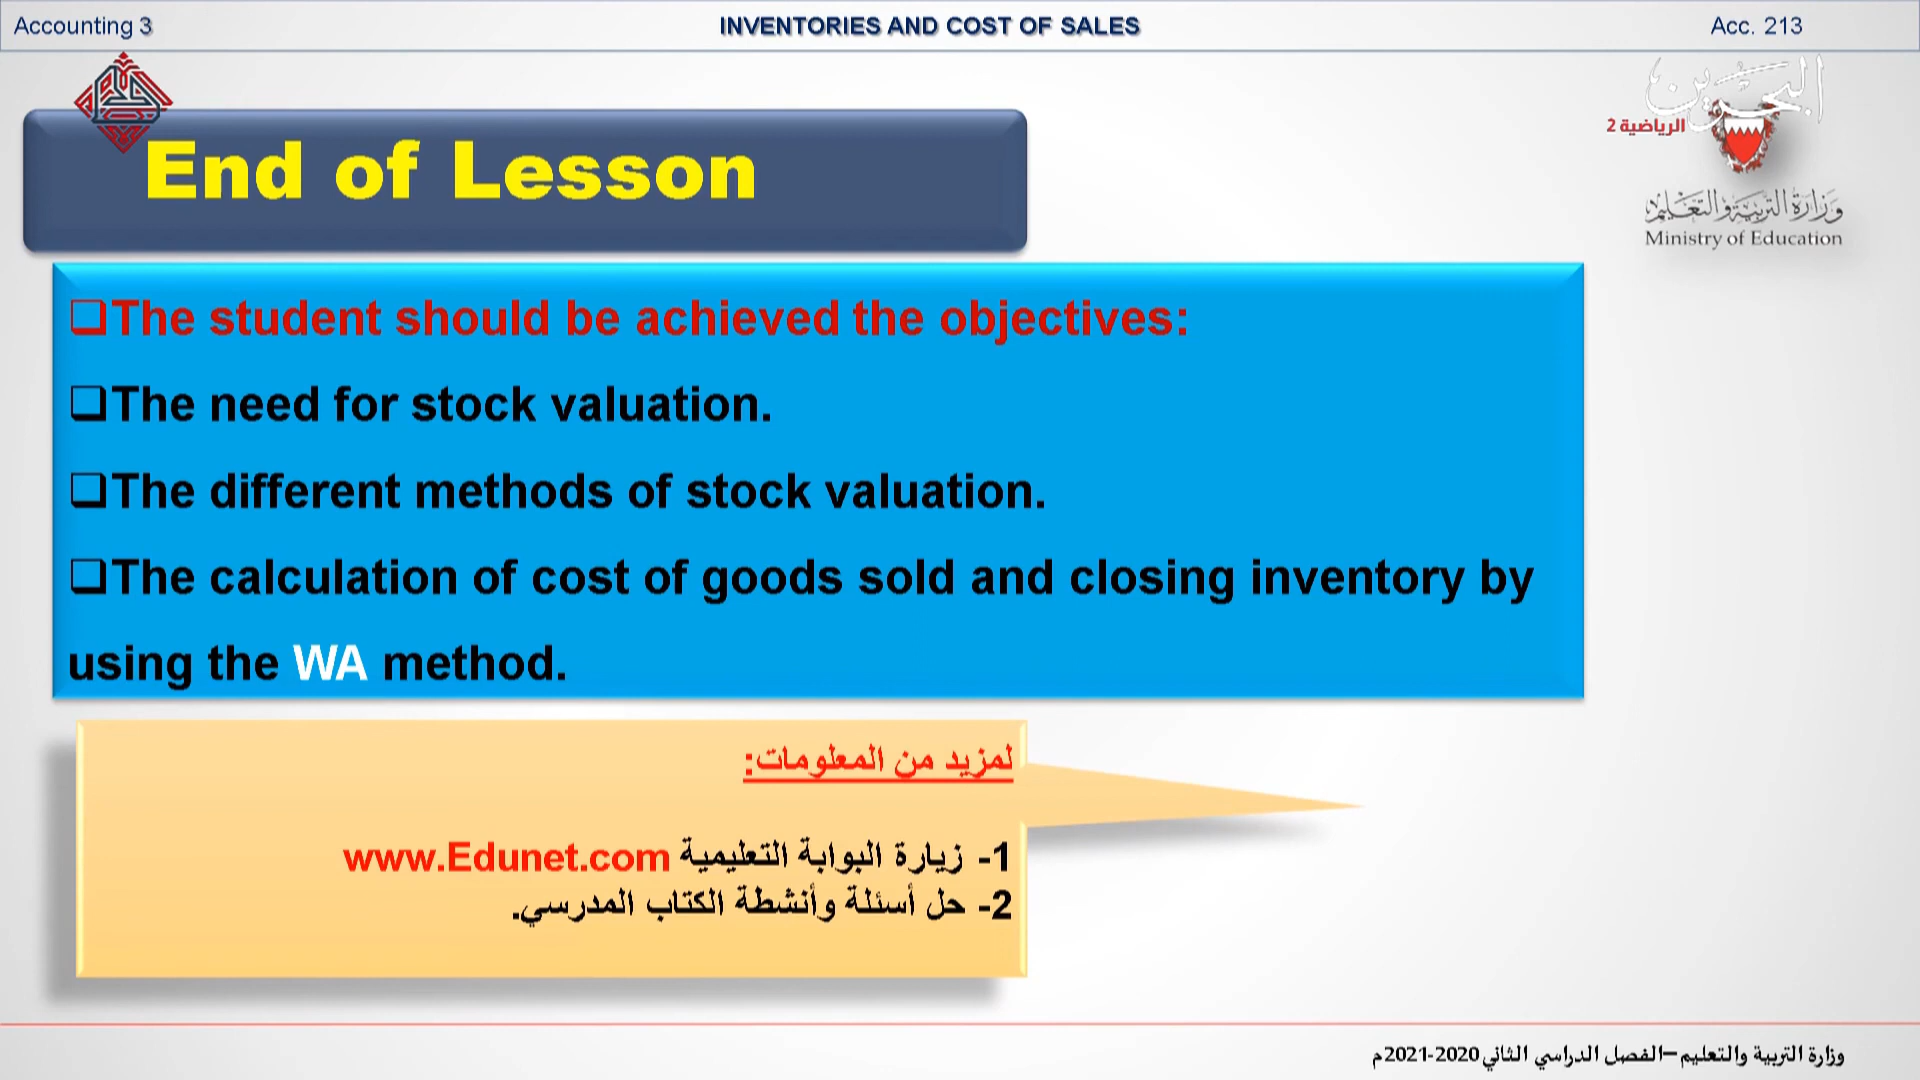 Accounting 3
INVENTORIES AND COST OF SALES
Acc. 213
البحرين
الرياضية 2
وزارة التربية والتعليم
Ministry of Education
End of Lesson
❑The student should be achieved the objectives:
❑The need for stock valuation.
❑The different methods of stock valuation.
❑The calculation of cost of goods sold and closing inventory by
using the WA method.
لمزيد من المعلومات:
1- زيارة البوابة التعليمية www.Edunet.com
2- حل أسئلة وأنشطة الكتاب المدرسي.
وزارة التربية والتعليم –الفصل الدراسي الثاني 2020-2021م